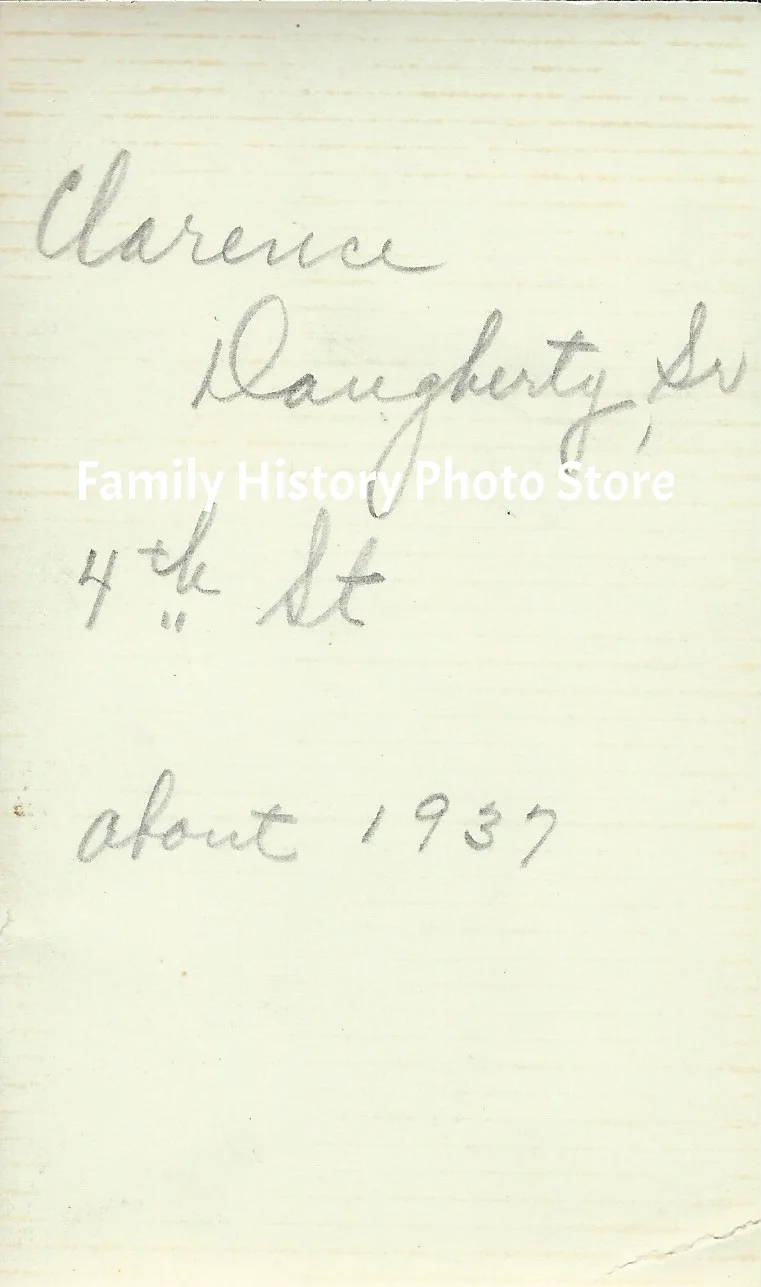 Clarence
Daugherty, Sr
Family History Photo Store
4th St
about 1937